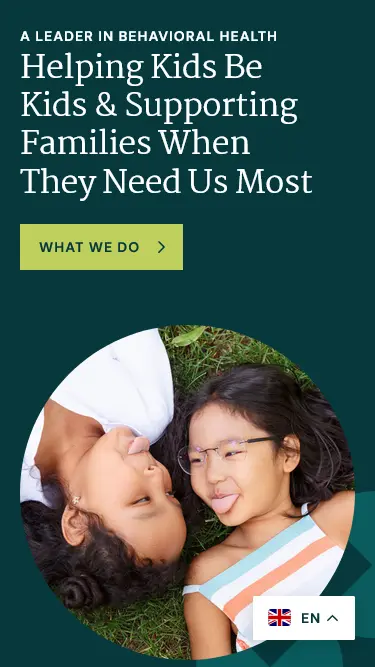 A LEADER IN BEHAVIORAL HEALTH
Helping Kids Be
Kids & Supporting
Families When
They Need Us Most
WHAT WE DO
EN